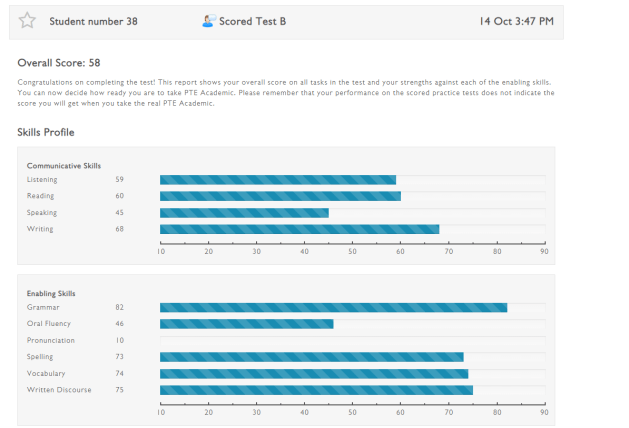 Student number 38 Scored Test B 14 Oct 3:47 PM
Overall Score: 58
Congratulations on completing the test! This report shows your overall score on all tasks in the test and your strengths against each of the enabling skills.
You can now decide how ready you are to take PTE Academic. Please remember that your performance on the scored practice tests does not indicate the
score you will get when you take the real PTE Academic.
Skills Profile
Communicative Skills
Listening 59
Reading 60
Speaking 45
Writing 68
10 20 30 40 50 60 70 80 90
Enabling Skills
Grammar 82
Oral Fluency 46
Pronunciation 10
Spelling 73
Vocabulary 74
Written Discourse 75
10 20 30 40 50 60 70 80 90